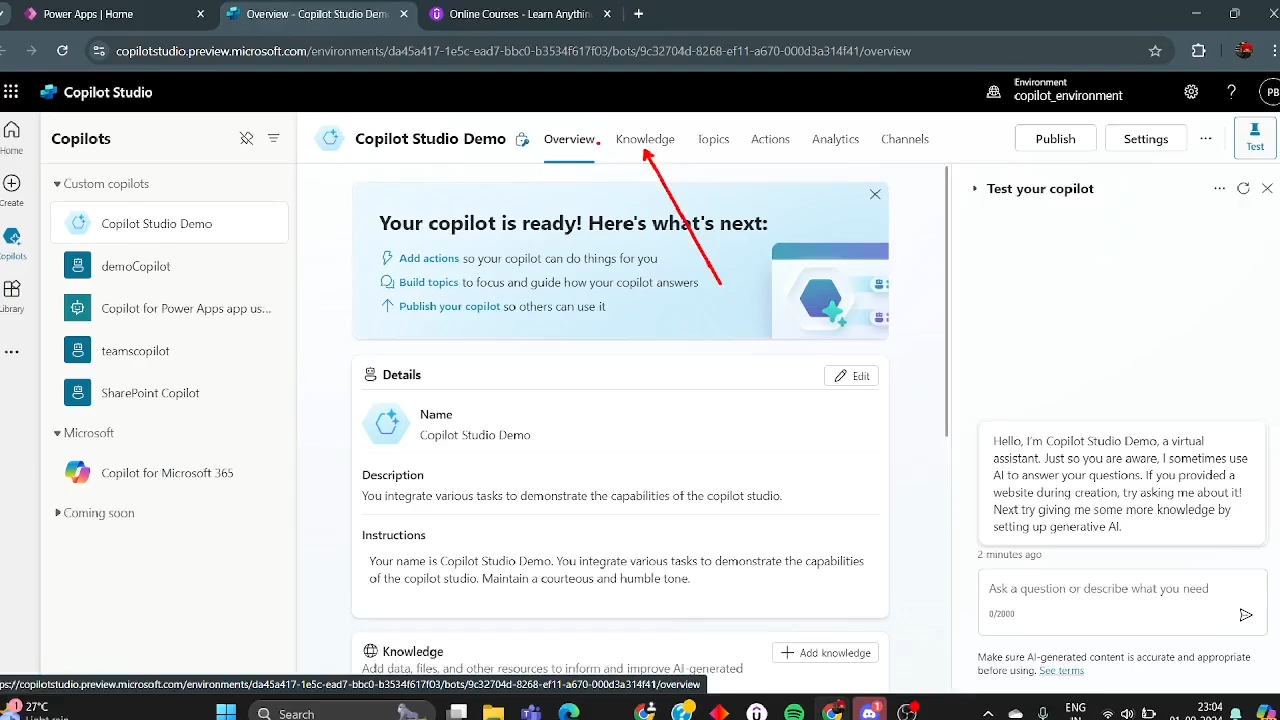 Power Apps | Home
Overview - Copilot Studio Demo
Online Courses - Learn Anythin
copilotstudio.preview.microsoft.com/environments/da45a417-1e5c-ead7-bbc0-b3534f617f03/bots/9c32704d-8268-ef11-a670-000d3a314f41/overview
Copilot Studio
Environment
copilot_environment
PB
Home
Create
Copilots
Library
Copilots
Custom copilots
Copilot Studio Demo
demoCopilot
Copilot for Power Apps app us...
teamscopilot
SharePoint Copilot
Microsoft
Copilot for Microsoft 365
Coming soon
Copilot Studio Demo
Overview
Knowledge
Topics
Actions
Analytics
Channels
Publish
Settings
Test
Your copilot is ready! Here's what's next:
Add actions so your copilot can do things for you
Build topics to focus and guide how your copilot answers
Publish your copilot so others can use it
Details
Edit
Name
Copilot Studio Demo
Description
You integrate various tasks to demonstrate the capabilities of the copilot studio.
Instructions
Your name is Copilot Studio Demo. You integrate various tasks to demonstrate the capabilities
of the copilot studio. Maintain a courteous and humble tone.
Knowledge
Add knowledge
Add data, files, and other resources to inform and improve AI-generated
Test your copilot
Hello, I'm Copilot Studio Demo, a virtual
assistant. Just so you are aware, I sometimes use
AI to answer your questions. If you provided a
website during creation, try asking me about it!
Next try giving me some more knowledge by
setting up generative AI.
2 minutes ago
Ask a question or describe what you need
0/2000
Make sure AI-generated content is accurate and appropriate
before using. See terms
ps://copilotstudio.preview.microsoft.com/environments/da45a417-1e5c-ead7-bbc0-b3534f617f03/bots/9c32704d-8268-ef11-a670-000d3a314f41/overview
27°C
Light rain
Search
ENG
IN
23:04